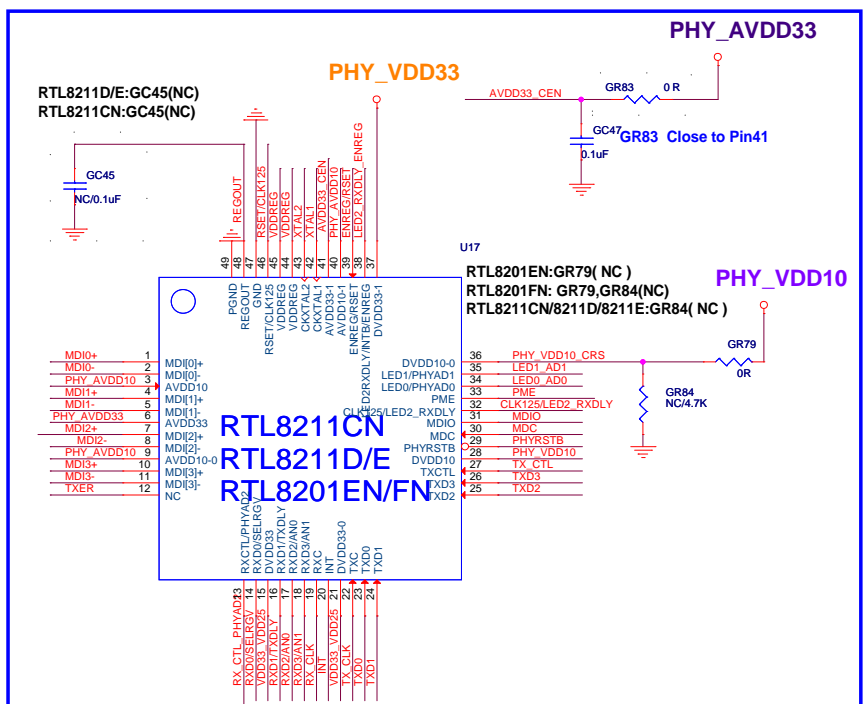 PHY_AVDD33
PHY_VDD33
RTL8211D/E:GC45(NC)
RTL8211CN:GC45(NC)
AVDD33_CEN
GR83
0 R
GC47
0.1uF
GR83 Close to Pin41
GC45
NC/0.1uF
REGOUT
RSET/CLK125
VDDREG
VDDREG
XTAL2
XTAL1
AVDD33_CEN
PHY_AVDD10
ENREG/RSET
LED2_RXDLY_ENREG
49
48
47
46
45
44
43
42
41
40
39
38
37
U17
RTL8201EN:GR79( NC )
RTL8201FN: GR79,GR84(NC)
RTL8211CN/8211D/8211E:GR84( NC )
PHY_VDD10
PGND
REGOUT
GND
RSET/CLK125
VDDREG
VDDREG
CKXTAL2
CKXTAL1
AVDD33-1
AVDD10-1
ENREG/RSET
LED2RXDLY/INTB/ENREG
DVDD33-1
GR79
0R
GR84
NC/4.7K
MDI0+ 1 MDI[0]+
MDI0- 2 MDI[0]-
PHY_AVDD10 3 AVDD10
MDI1+ 4 MDI[1]+
MDI1- 5 MDI[1]-
PHY_AVDD33 6 AVDD33
MDI2+ 7 MDI[2]+
MDI2- 8 MDI[2]-
PHY_AVDD10 9 AVDD10-0
MDI3+ 10 MDI[3]+
MDI3- 11 MDI[3]-
TXER 12 NC
RTL8211CN
RTL8211D/E
RTL8201EN/FN
DVDD10-0 36 PHY_VDD10_CRS
LED1/PHYAD1 35 LED1_AD1
LED0/PHYAD0 34 LED0_AD0
PME 33 PME
CLK125/LED2_RXDLY 32 CLK125/LED2_RXDLY
MDIO 31 MDIO
MDC 30 MDC
PHYRSTB 29 PHYRSTB
DVDD10 28 PHY_VDD10
TXCTL 27 TX_CTL
TXD3 26 TXD3
TXD2 25 TXD2
RXCTL/PHYAD2
RXD0/SELRGV
DVDD33
RXD1/TXDLY
RXD2/AN0
RXD3/AN1
RXC
INT
DVDD33-0
TXC
TXD0
TXD1
13
14
15
16
17
18
19
20
21
22
23
24
RX_CTL_PHYAD2
RXD0/SELRGV
VDD33_VDD25
RXD1/TXDLY
RXD2/AN0
RXD3/AN1
RX_CLK
INT
VDD33_VDD25
TX_CLK
TXD0
TXD1